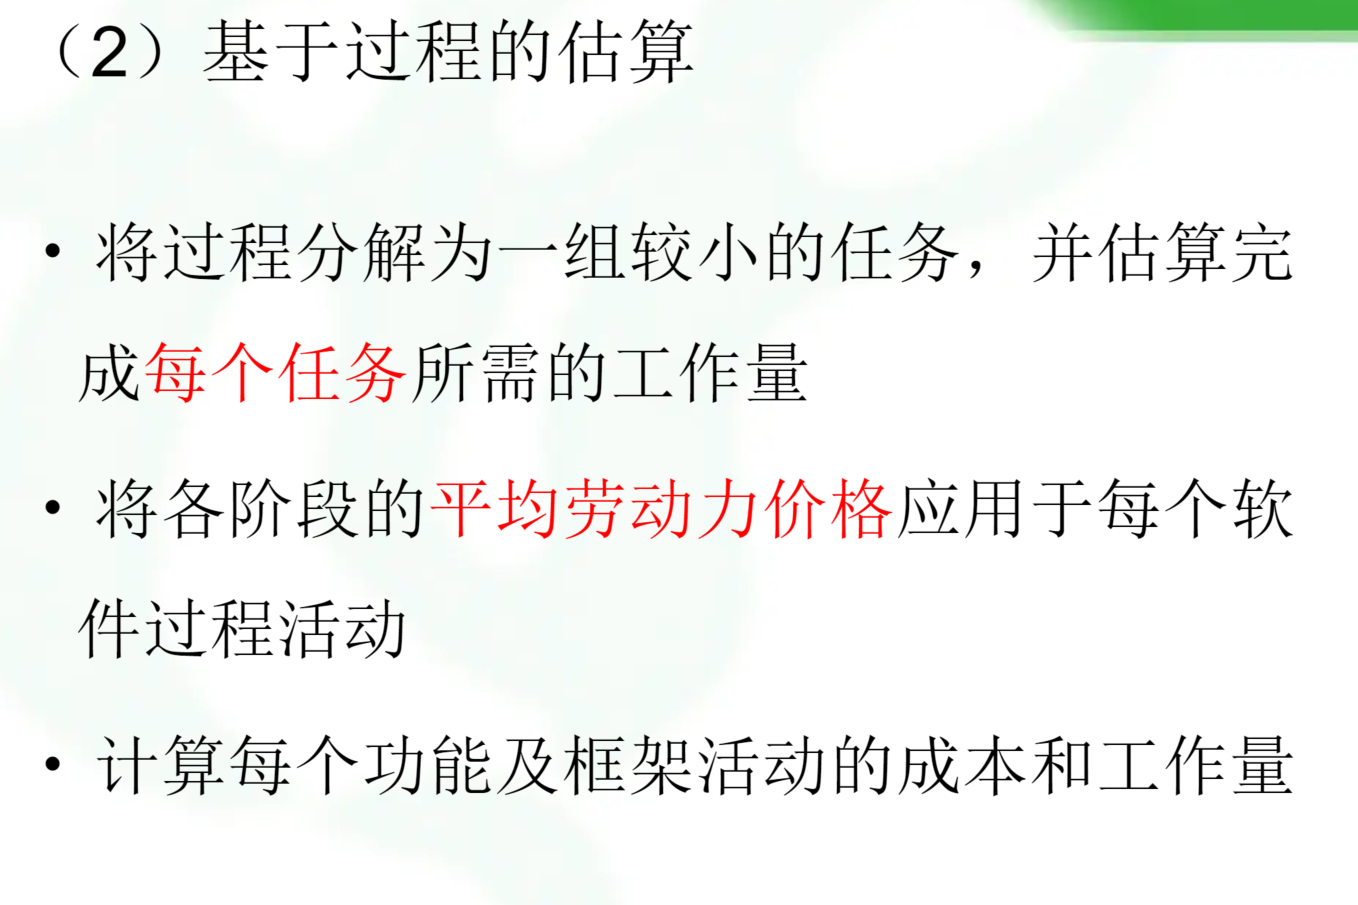 （2）基于过程的估算
• 将过程分解为一组较小的任务，并估算完
成每个任务所需的工作量
• 将各阶段的平均劳动力价格应用于每个软
件过程活动
• 计算每个功能及框架活动的成本和工作量